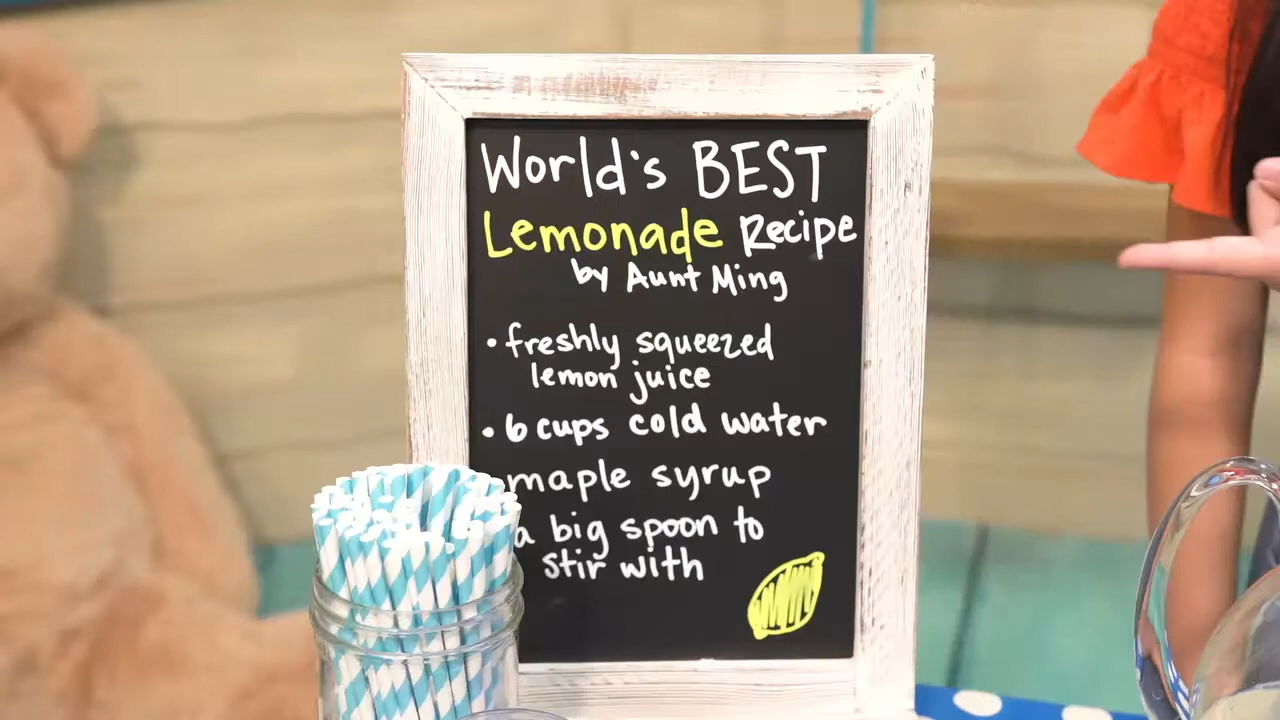 World's BEST
Lemonade Recipe
by Aunt Ming
• freshly squeezed
lemon juice
• 6 cups cold water
maple syrup
a big spoon to
stir with